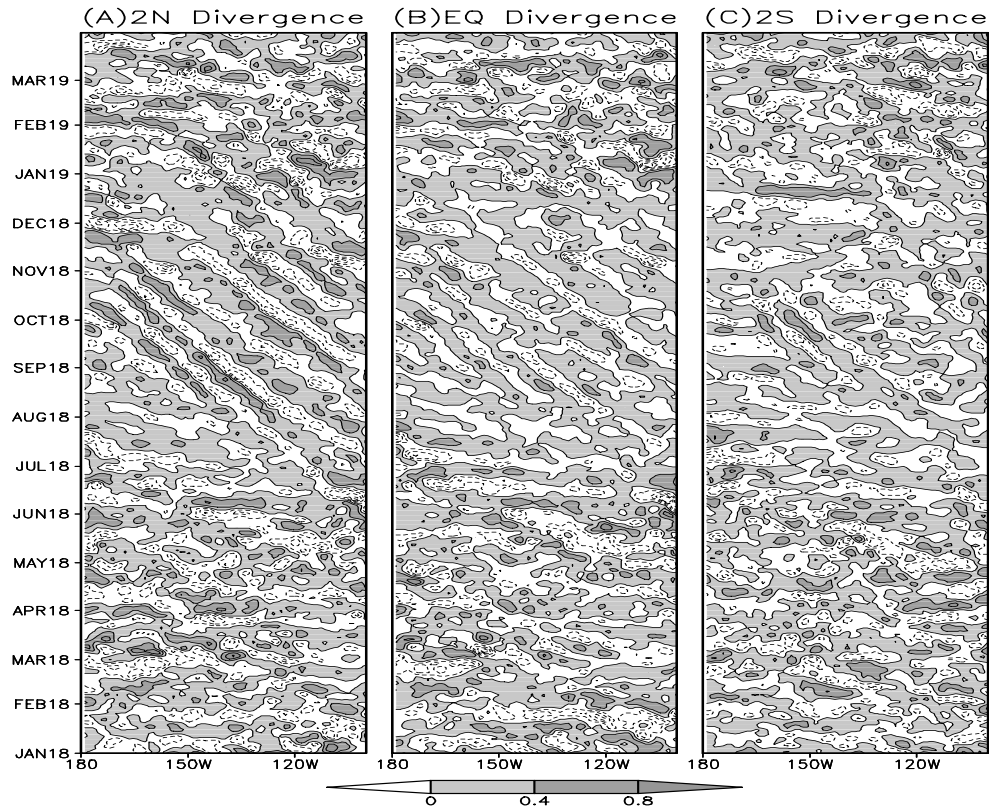 (A)2N Divergence
(B)EQ Divergence
(C)2S Divergence
MAR19
FEB19
JAN19
DEC18
NOV18
OCT18
SEP18
AUG18
JUL18
JUN18
MAY18
APR18
MAR18
FEB18
JAN18
180 150W 120W
180 150W 120W
180 150W 120W
0 0.4 0.8